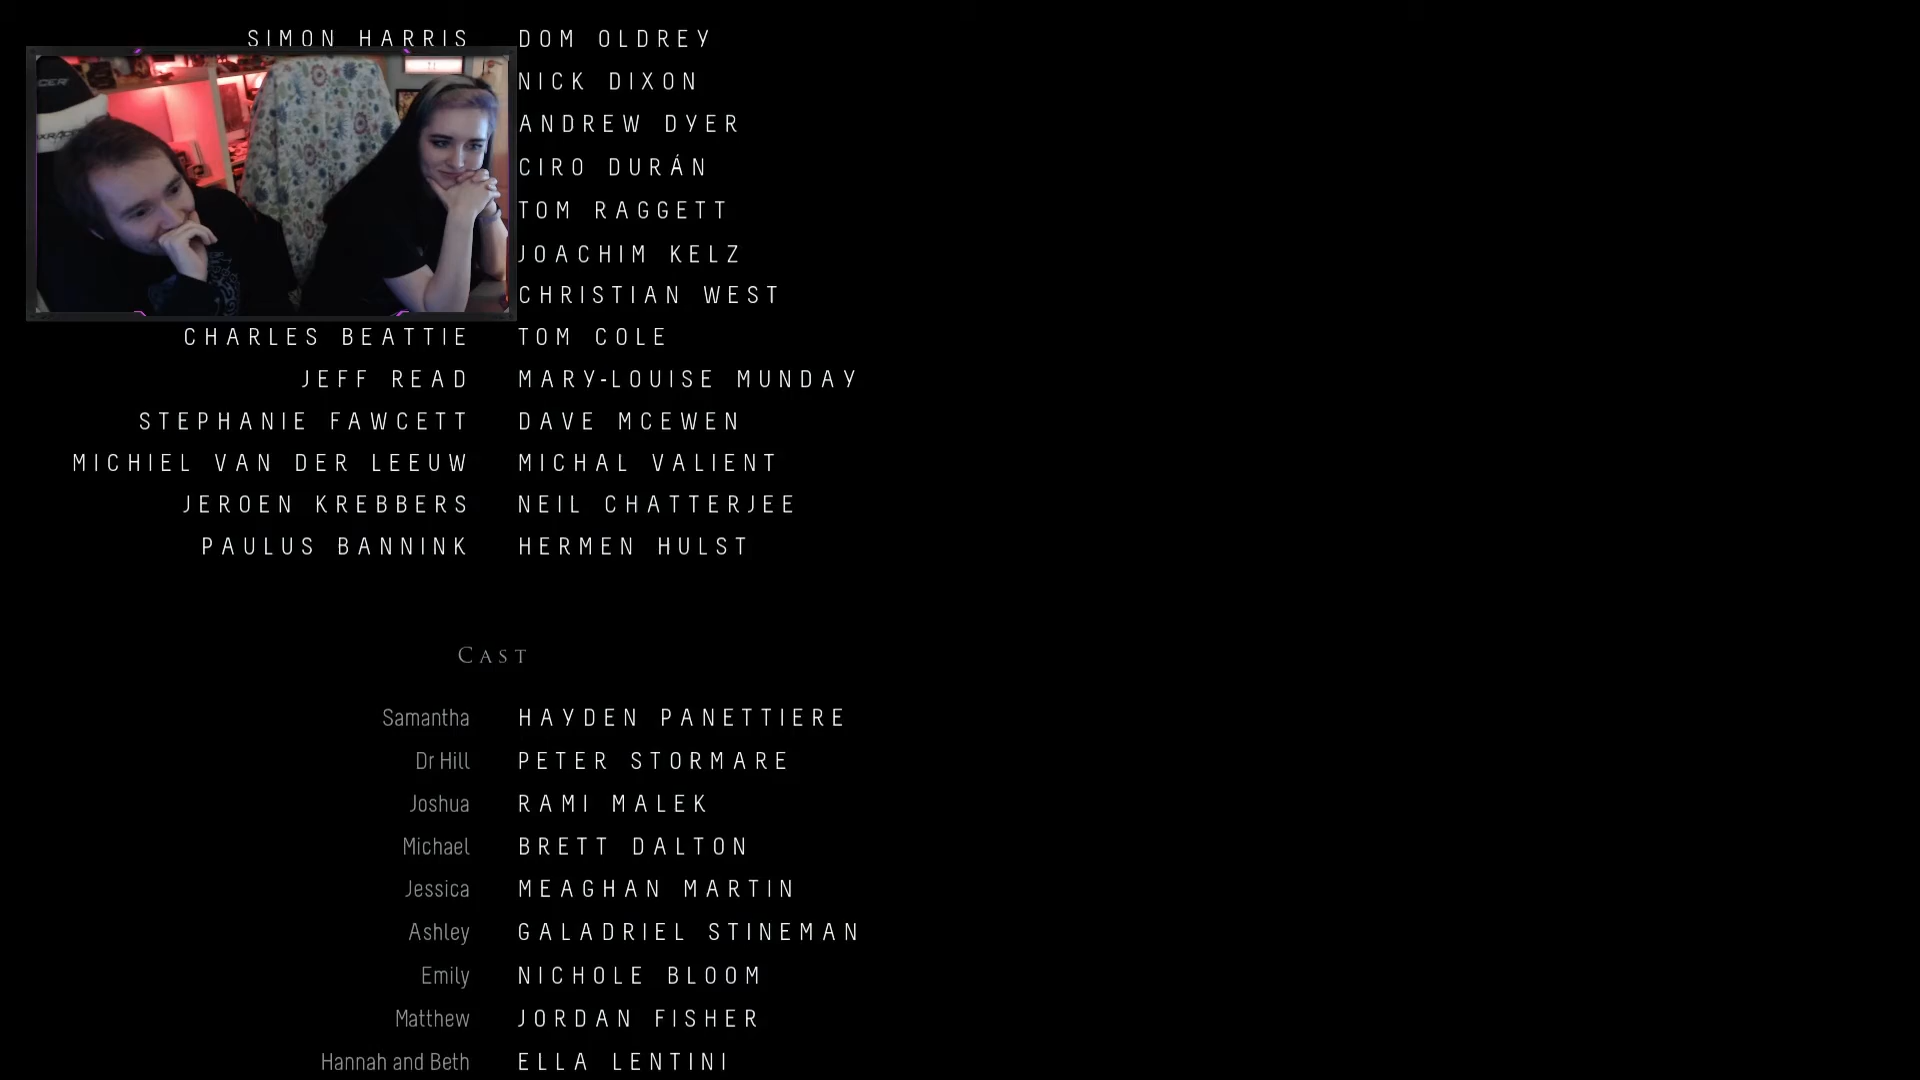 SIMON HARRIS DOM OLDREY
NICK DIXON
ANDREW DYER
CIRO DURÁN
TOM RAGGETT
JOACHIM KELZ
CHRISTIAN WEST
CHARLES BEATTIE TOM COLE
JEFF READ MARY-LOUISE MUNDAY
STEPHANIE FAWCETT DAVE MCEWEN
MICHIEL VAN DER LEEUW MICHAL VALIENT
JEROEN KREBBERS NEIL CHATTERJEE
PAULUS BANNINK HERMEN HULST
CAST
Samantha HAYDEN PANETTIERE
Dr Hill PETER STORMARE
Joshua RAMI MALEK
Michael BRETT DALTON
Jessica MEAGHAN MARTIN
Ashley GALADRIEL STINEMAN
Emily NICHOLE BLOOM
Matthew JORDAN FISHER
Hannah and Beth ELLA LENTINI